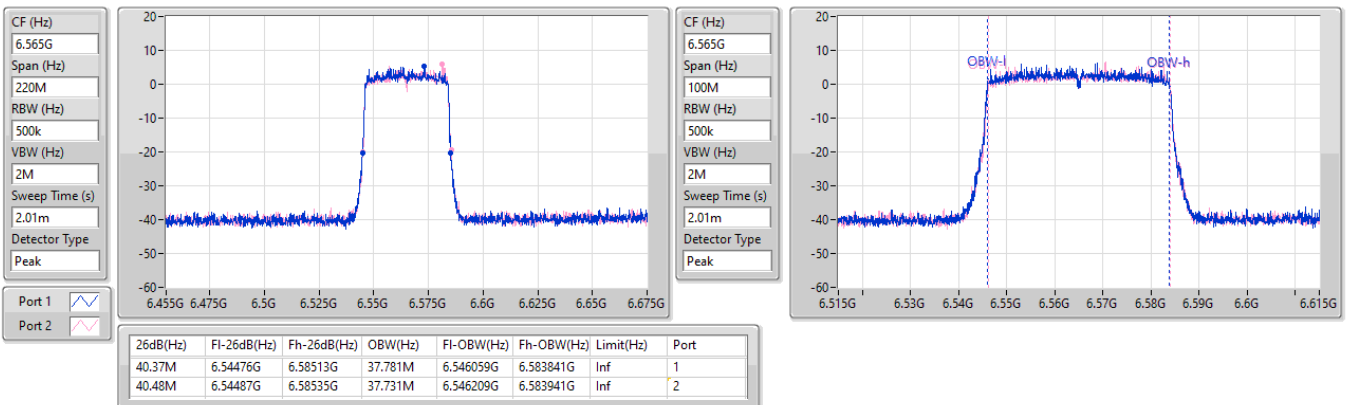 CF (Hz)
6.565G
Span (Hz)
220M
RBW (Hz)
500k
VBW (Hz)
2M
Sweep Time (s)
2.01m
Detector Type
Peak
Port 1
Port 2
20
10
0
-10
-20
-30
-40
-50
-60
6.455G 6.475G 6.5G 6.525G 6.55G 6.575G 6.6G 6.625G 6.65G 6.675G
CF (Hz)
6.565G
Span (Hz)
100M
RBW (Hz)
500k
VBW (Hz)
2M
Sweep Time (s)
2.01m
Detector Type
Peak
20
10
0
-10
-20
-30
-40
-50
-60
OBW-l OBW-h
6.515G 6.53G 6.54G 6.55G 6.56G 6.57G 6.58G 6.59G 6.6G 6.615G
26dB(Hz) Fl-26dB(Hz) Fh-26dB(Hz) OBW(Hz) Fl-OBW(Hz) Fh-OBW(Hz) Limit(Hz) Port
40.37M 6.54476G 6.58513G 37.781M 6.546059G 6.583841G Inf 1
40.48M 6.54487G 6.58535G 37.731M 6.546209G 6.583941G Inf 2